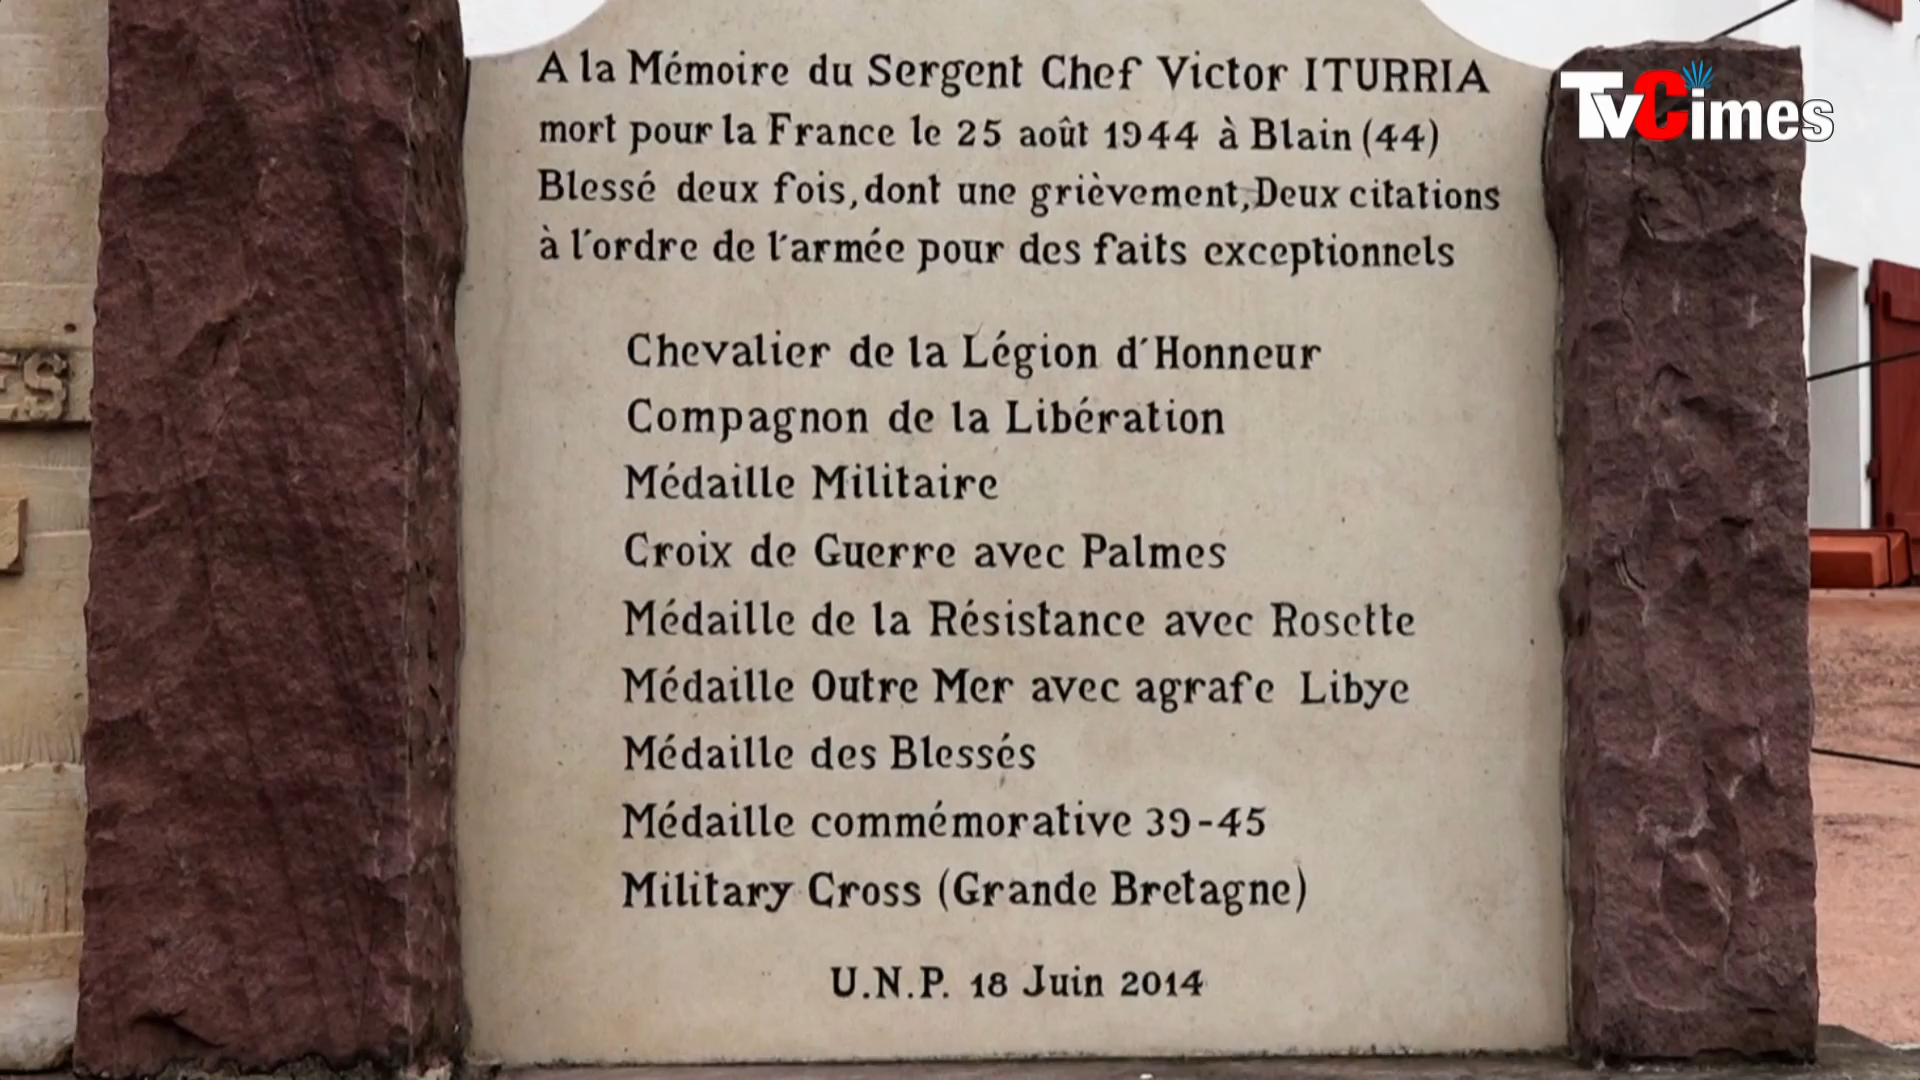 A la Mémoire du Sergent Chef Victor ITURRIA
TVCimes
mort pour la France le 25 août 1944 à Blain (44)
Blessé deux fois, dont une grièvement, Deux citations
à l'ordre de l'armée pour des faits exceptionnels
Chevalier de la Légion d'Honneur
Compagnon de la Libération
Médaille Militaire
Croix de Guerre avec Palmes
Médaille de la Résistance avec Rosette
Médaille Outre Mer avec agrafe Libye
Médaille des Blessés
Médaille commémorative 39-45
Military Cross (Grande Bretagne)
U.N.P. 18 Juin 2014